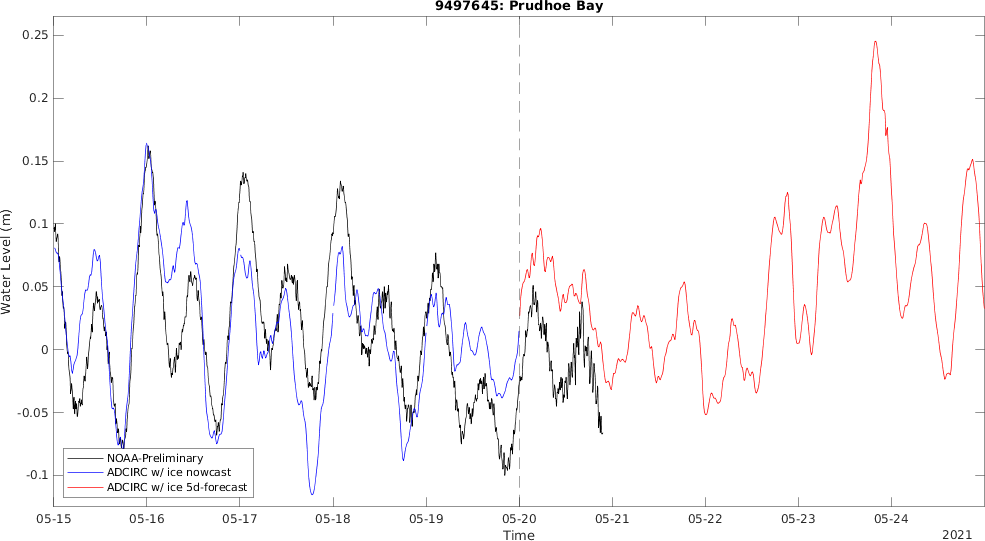 9497645: Prudhoe Bay
Water Level (m)
0.25
0.2
0.15
0.1
0.05
0
-0.05
-0.1
NOAA-Preliminary
ADCIRC w/ ice nowcast
ADCIRC w/ ice 5d-forecast
05-15 05-16 05-17 05-18 05-19 05-20 05-21 05-22 05-23 05-24
Time
2021